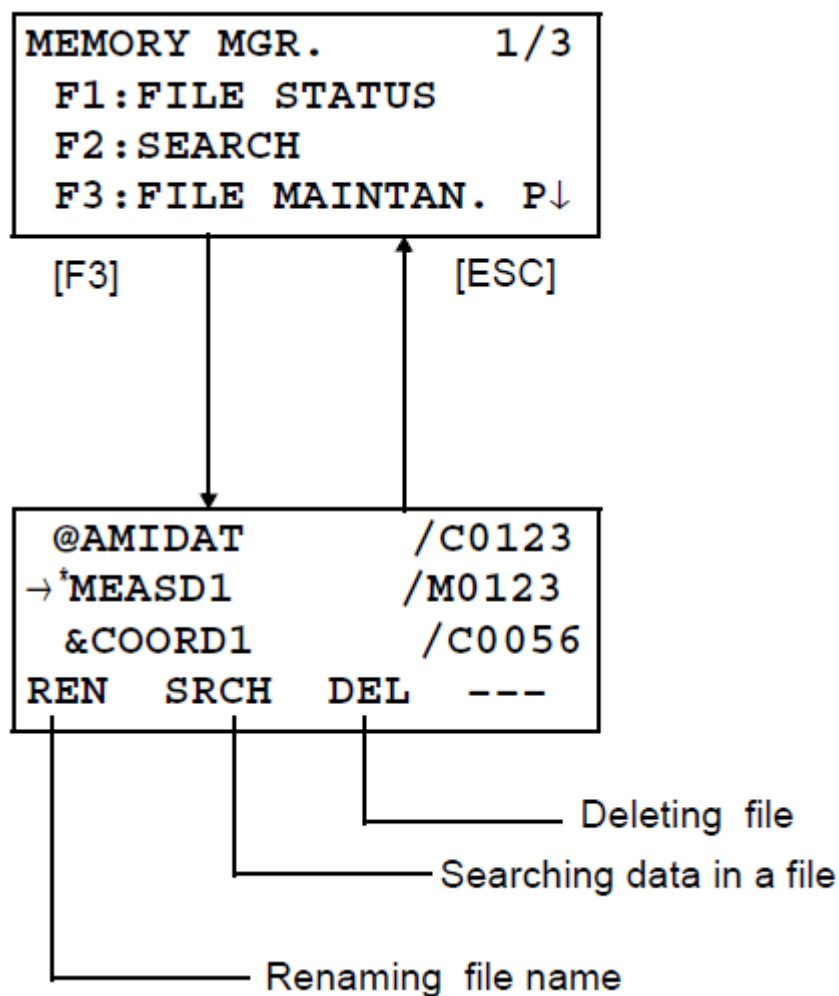 MEMORY MGR. 1/3
F1:FILE STATUS
F2:SEARCH
F3:FILE MAINTAN. P↓
[F3] [ESC]
@AMIDAT /C0123
→*MEASD1 /M0123
&COORD1 /C0056
REN SRCH DEL ---
Deleting file
Searching data in a file
Renaming file name